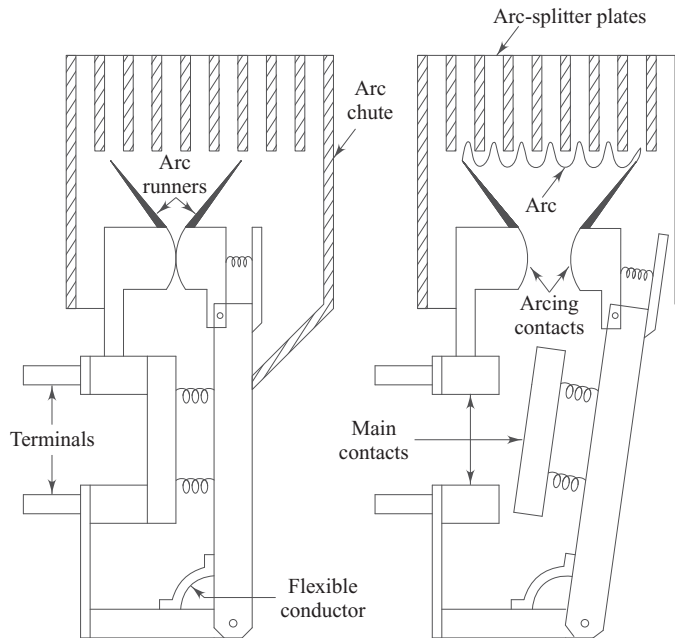 Arc-splitter plates
Arc
chute
Arc
runners
Arc
Arcing
contacts
Terminals
Main
contacts
Flexible
conductor